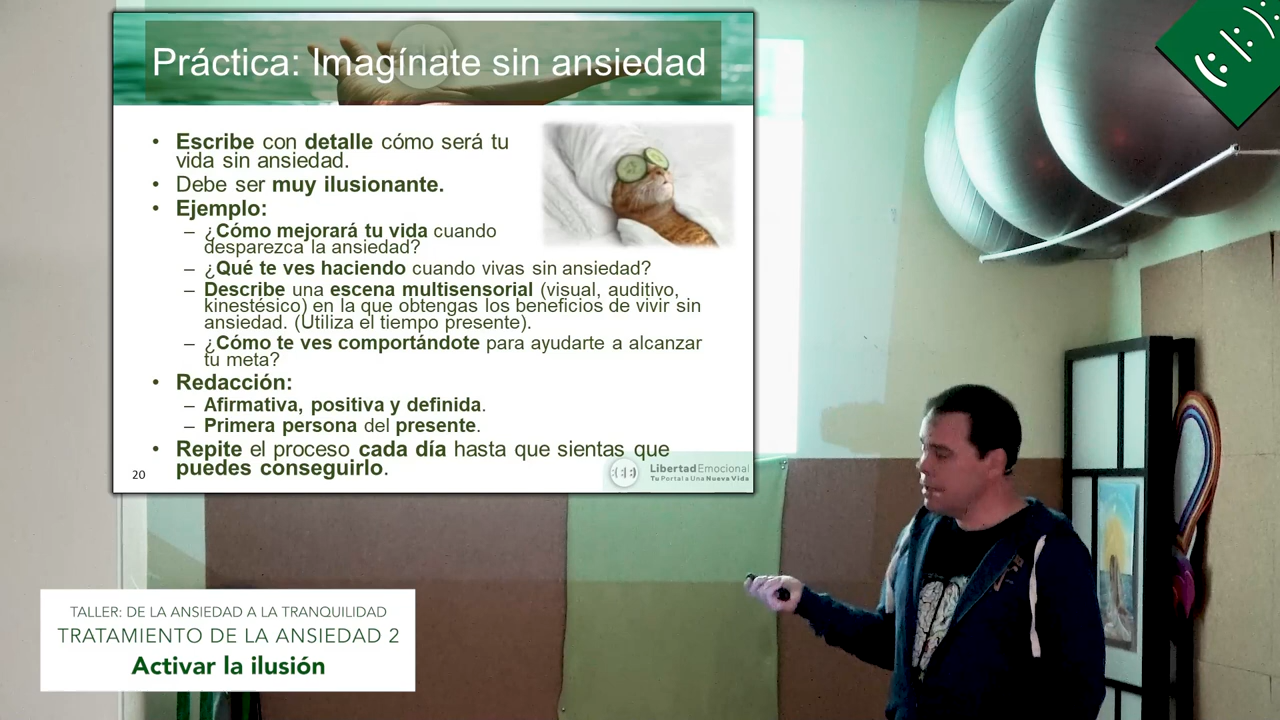 Práctica: Imagínate sin ansiedad
• Escribe con detalle cómo será tu
vida sin ansiedad.
• Debe ser muy ilusionante.
• Ejemplo:
– ¿Cómo mejorará tu vida cuando
desparezca la ansiedad?
– ¿Qué te ves haciendo cuando vivas sin ansiedad?
– Describe una escena multisensorial (visual, auditivo,
kinestésico) en la que obtengas los beneficios de vivir sin
ansiedad. (Utiliza el tiempo presente).
– ¿Cómo te ves comportándote para ayudarte a alcanzar
tu meta?
• Redacción:
– Afirmativa, positiva y definida.
– Primera persona del presente.
• Repite el proceso cada día hasta que sientas que
puedes conseguirlo.
20
Libertad Emocional
Tu Portal a Una Nueva Vida
TALLER: DE LA ANSIEDAD A LA TRANQUILIDAD
TRATAMIENTO DE LA ANSIEDAD 2
Activar la ilusión